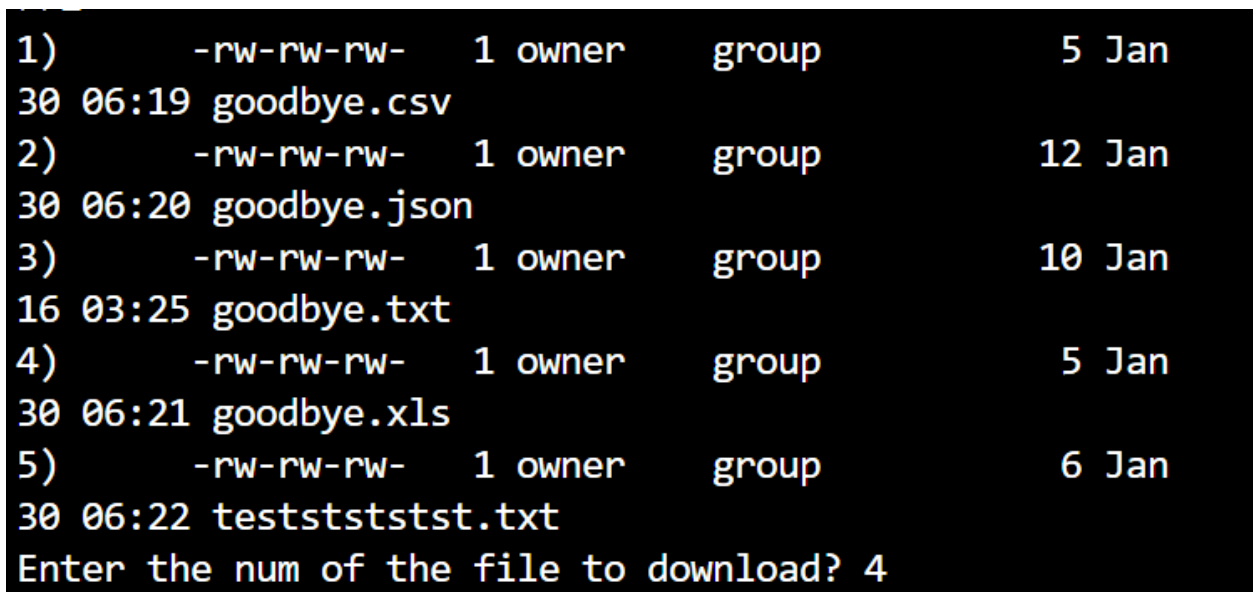 1)      -rw-rw-rw-   1 owner    group           5 Jan
30 06:19 goodbye.csv
2)      -rw-rw-rw-   1 owner    group          12 Jan
30 06:20 goodbye.json
3)      -rw-rw-rw-   1 owner    group          10 Jan
16 03:25 goodbye.txt
4)      -rw-rw-rw-   1 owner    group           5 Jan
30 06:21 goodbye.xls
5)      -rw-rw-rw-   1 owner    group           6 Jan
30 06:22 testststststst.txt
Enter the num of the file to download? 4